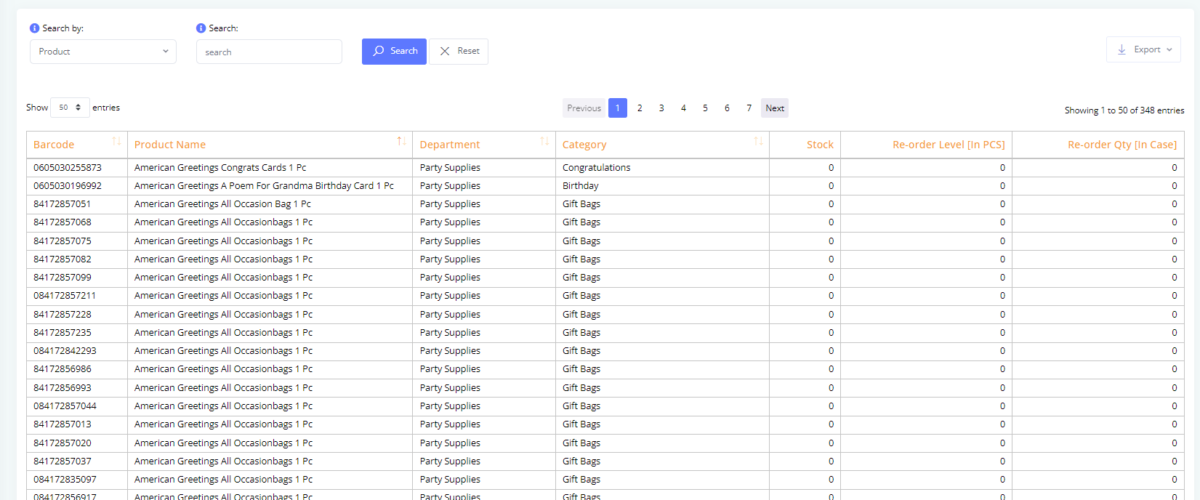 Search by: Search:
Product search Search Reset Export
Show 50 entries Previous 1 2 3 4 5 6 7 Next Showing 1 to 50 of 348 entries
Barcode Product Name Department Category Stock Re-order Level [In PCS] Re-order Qty [In Case]
0605030255873 American Greetings Congrats Cards 1 Pc Party Supplies Congratulations 0 0 0
0605030196992 American Greetings A Poem For Grandma Birthday Card 1 Pc Party Supplies Birthday 0 0 0
84172857051 American Greetings All Occasion Bag 1 Pc Party Supplies Gift Bags 0 0 0
84172857068 American Greetings All Occasionbags 1 Pc Party Supplies Gift Bags 0 0 0
84172857075 American Greetings All Occasionbags 1 Pc Party Supplies Gift Bags 0 0 0
84172857082 American Greetings All Occasionbags 1 Pc Party Supplies Gift Bags 0 0 0
84172857099 American Greetings All Occasionbags 1 Pc Party Supplies Gift Bags 0 0 0
084172857211 American Greetings All Occasionbags 1 Pc Party Supplies Gift Bags 0 0 0
84172857228 American Greetings All Occasionbags 1 Pc Party Supplies Gift Bags 0 0 0
84172857235 American Greetings All Occasionbags 1 Pc Party Supplies Gift Bags 0 0 0
084172842293 American Greetings All Occasionbags 1 Pc Party Supplies Gift Bags 0 0 0
84172856986 American Greetings All Occasionbags 1 Pc Party Supplies Gift Bags 0 0 0
84172856993 American Greetings All Occasionbags 1 Pc Party Supplies Gift Bags 0 0 0
084172857044 American Greetings All Occasionbags 1 Pc Party Supplies Gift Bags 0 0 0
84172857013 American Greetings All Occasionbags 1 Pc Party Supplies Gift Bags 0 0 0
84172857020 American Greetings All Occasionbags 1 Pc Party Supplies Gift Bags 0 0 0
84172857037 American Greetings All Occasionbags 1 Pc Party Supplies Gift Bags 0 0 0
084172835097 American Greetings All Occasionbags 1 Pc Party Supplies Gift Bags 0 0 0
084172856917 American Greetings All Occasionbags 1 Pc Party Supplies Gift Bags 0 0 0